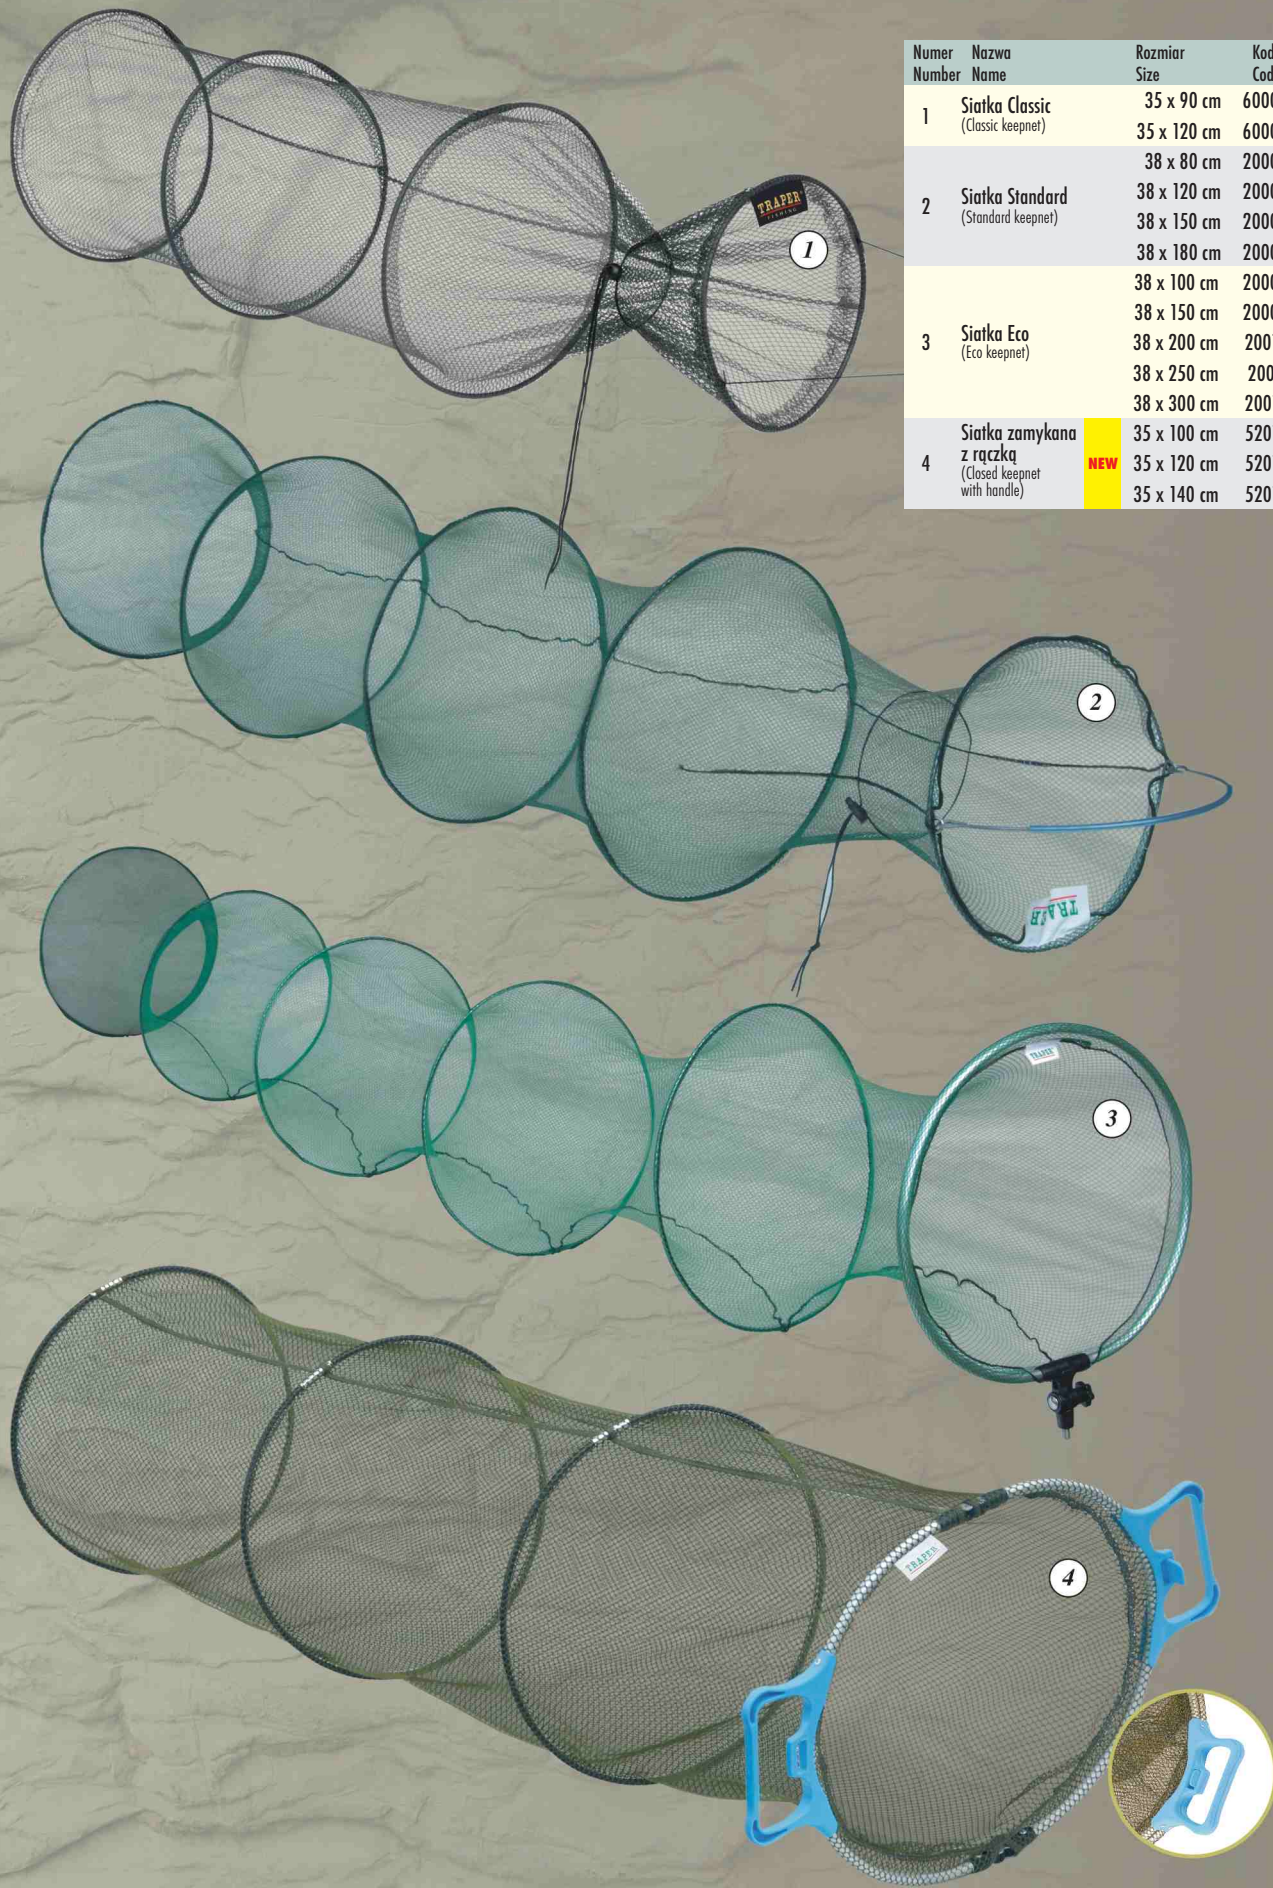 Numer Nazwa Rozmiar
Number Name Size
1 Siatka Classic
(Classic keepnet)
35 x 90 cm
35 x 120 cm
2 Siatka Standard
(Standard keepnet)
38 x 80 cm
38 x 120 cm
38 x 150 cm
38 x 180 cm
3 Siatka Eco
(Eco keepnet)
38 x 100 cm
38 x 150 cm
38 x 200 cm
38 x 250 cm
38 x 300 cm
4 Siatka zamykana
z rączką
(Closed keepnet
with handle)
NEW
35 x 100 cm
35 x 120 cm
35 x 140 cm
TRAPER
FISHING
1
2
TRAPER
3
TRAPER
4